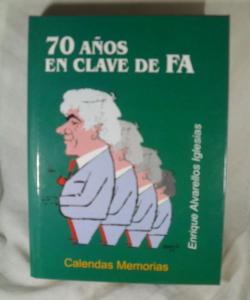 70 AÑOS
EN CLAVE DE FA
Enrique Alvarellos Iglesias
Calendas Memorias